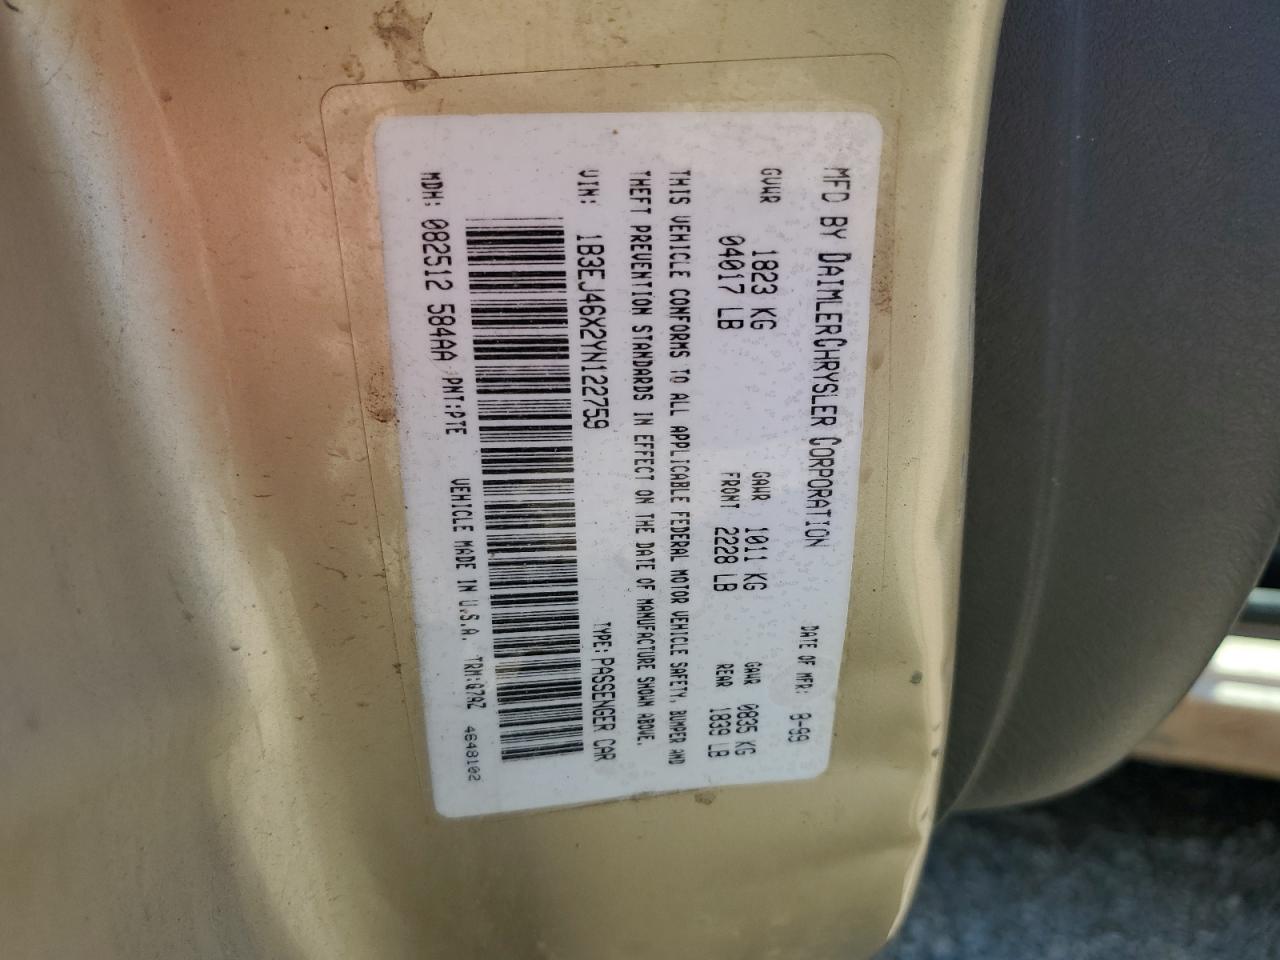 MFD BY DAIMLERCHRYSLER CORPORATION DATE OF MFR: 8-99
GVWR 1823 KG GAWR 1011 KG GAWR 0835 KG
04017 LB FRONT 2228 LB REAR 1839 LB
THIS VEHICLE CONFORMS TO ALL APPLICABLE FEDERAL MOTOR VEHICLE SAFETY, BUMPER AND
THEFT PREVENTION STANDARDS IN EFFECT ON THE DATE OF MANUFACTURE SHOWN ABOVE.
VIN: 1B3EJ46X2YN122759 TYPE: PASSENGER CAR
MDH: 082512 584AA PNT:PTE VEHICLE MADE IN U.S.A. TRM:G7AZ 4648102